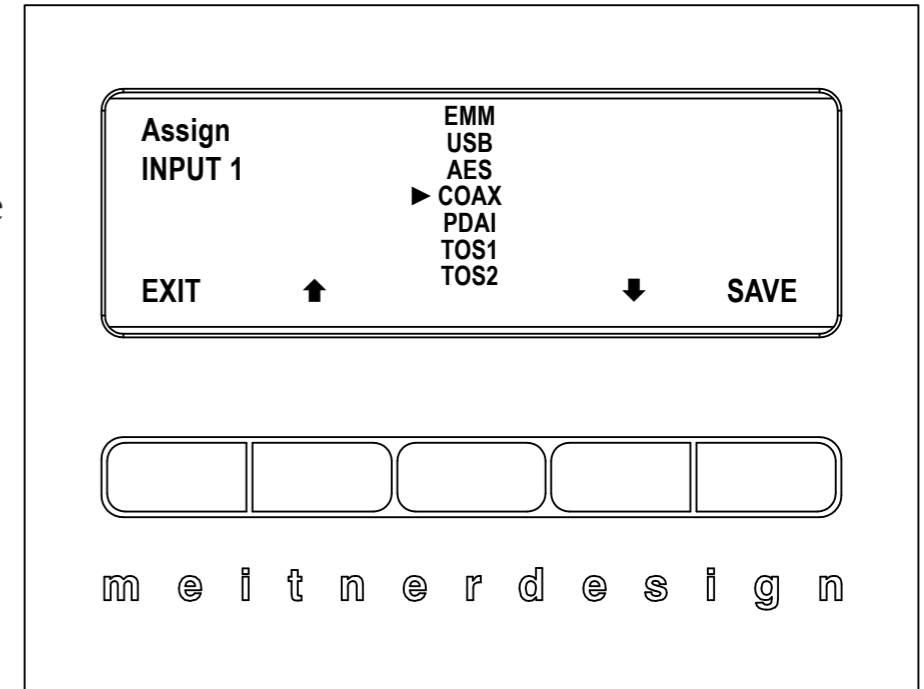 Assign
INPUT 1
EMM
USB
AES
► COAX
PDAI
TOS1
TOS2
EXIT ⬆ ⬇ SAVE
meitnerdesign